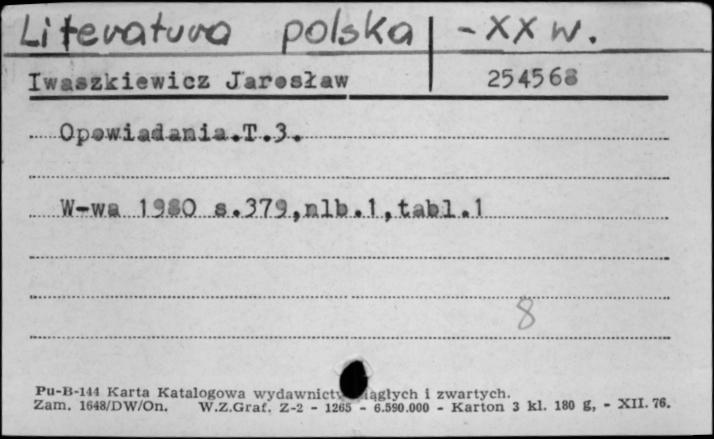 Literatura polska - XX w.
Iwaszkiewicz Jarosław 254568
Opowiadania.T.3.
W-wa 1980 s.379,nlb.1,tabl.1
8
Pu-B-144 Karta Katalogowa wydawnictw ciągłych i zwartych.
Zam. 1648/DW/On. W.Z.Graf. Z-2 - 1265 - 6.590.000 - Karton 3 kl. 180 g, - XII. 76.